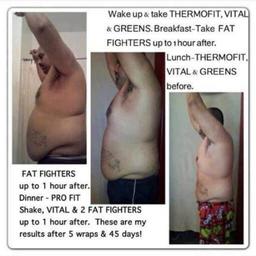 Wake up & take THERMOFIT, VITAL
& GREENS. Breakfast-Take FAT
FIGHTERS up to 1 hour after.
Lunch-THERMOFIT,
VITAL & GREENS
before.
FAT FIGHTERS
up to 1 hour after.
Dinner - PRO FIT
Shake, VITAL & 2 FAT FIGHTERS
up to 1 hour after. These are my
results after 5 wraps & 45 days!